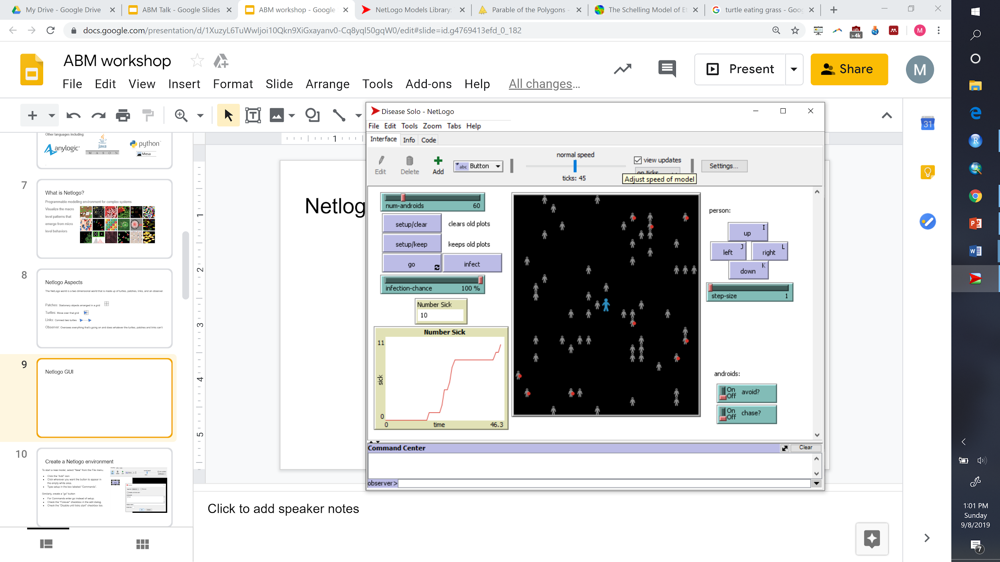 My Drive - Google Drive
ABM Talk - Google Slides
ABM workshop - Google
NetLogo Models Library:
Parable of the Polygons -
The Schelling Model of Et
turtle eating grass - Goog
docs.google.com/presentation/d/1XuzyL6TuWwIjoi10Qkn9XiGxayanv0-Cq8yql50gqW0/edit#slide=id.g4769413efd_0_182
>4k
M
ABM workshop
File Edit View Insert Format Slide Arrange Tools Add-ons Help All changes...
Present
Share
M
31
Other languages including:
anylogic
Java
MASON
python
Mesa
7
What is Netlogo?
Programmable modelling environment for complex systems
Visualize the macro
level patterns that
emerge from micro
level behaviors
8
Netlogo Aspects
The NetLogo world is a two dimensional world that is made up of turtles, patches, links, and an observer.
Patches: Stationary objects arranged in a grid
Turtles: Move over that grid
Links: Connect two turtles
Observer: Oversees everything that's going on and does whatever the turtles, patches and links can't
9
Netlogo GUI
10
Create a Netlogo environment
To start a new model, select "New" from the File menu.
Click the "Add" icon
Click wherever you want the button to appear in
the empty white area.
Type setup in the box labeled "Commands".
Similarly, create a "go" button
For Commands enter go instead of setup.
Check the "Forever" checkbox in the edit dialog.
Check the "Disable until ticks start" checkbox too.
1
1
2
3
4
5
Netlog
Click to add speaker notes
Disease Solo - NetLogo
File Edit Tools Zoom Tabs Help
Interface Info Code
Edit
Delete
Add
abc Button
normal speed
ticks: 45
view updates
on ticks
Adjust speed of model
Settings...
num-androids 60
setup/clear
clears old plots
setup/keep
keeps old plots
go
infect
infection-chance 100 %
Number Sick
10
Number Sick
11
sick
0
0 time 46.3
person:
up I
left J
right L
down K
step-size 1
androids:
On
Off
avoid?
On
Off
chase?
Command Center
Clear
observer>
1:01 PM
Sunday
9/8/2019
7